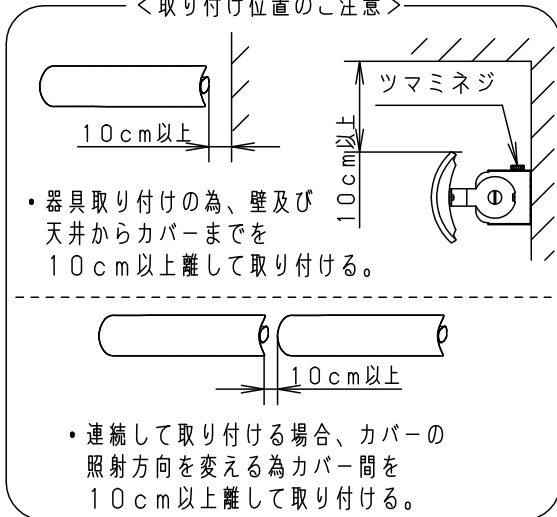 <取り付け位置のご注意>
ツマミネジ
10cm以上
10cm以上
・器具取り付けの為、壁及び
天井からカバーまでを
10cm以上離して取り付ける。
10cm以上
・連続して取り付ける場合、カバーの
照射方向を変える為カバー間を
10cm以上離して取り付ける。